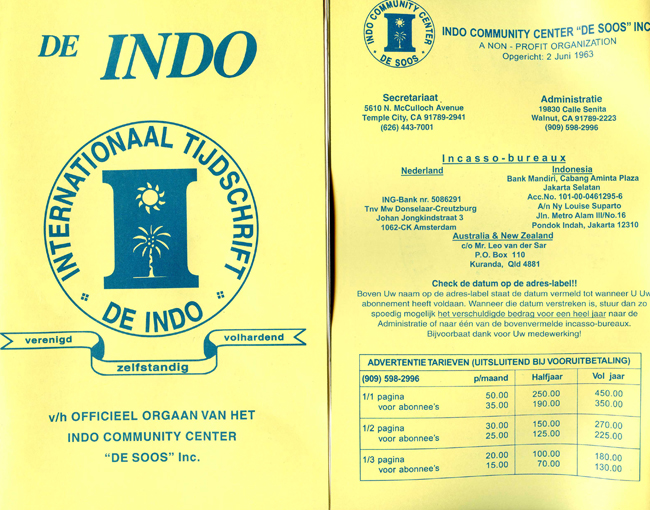 DE INDO
INTERNATIONAAL TIJDSCHRIFT
DE INDO
verenigd
zelfstandig
volhardend
v/h OFFICIEEL ORGAAN VAN HET
INDO COMMUNITY CENTER
"DE SOOS" Inc.
INDO COMMUNITY CENTER
DE SOOS
INDO COMMUNITY CENTER "DE SOOS" INC
A NON - PROFIT ORGANIZATION
Opgericht: 2 Juni 1963
Secretariaat
5610 N. McCulloch Avenue
Temple City, CA 91789-2941
(626) 443-7001
Administratie
19830 Calle Senita
Walnut, CA 91789-2223
(909) 598-2996
Incasso-bureaux
Nederland
ING-Bank nr. 5086291
Tnv Mw Donselaar-Creutzburg
Johan Jongkindstraat 3
1062-CK Amsterdam
Indonesia
Bank Mandiri, Cabang Aminta Plaza
Jakarta Selatan
Acc.No. 101-00-0461295-6
A/n Ny Louise Suparto
Jln. Metro Alam III/No.16
Pondok Indah, Jakarta 12310
Australia & New Zealand
c/o Mr. Leo van der Sar
P.O. Box 110
Kuranda, Qld 4881
Check de datum op de adres-label!!
Boven Uw naam op de adres-label staat de datum vermeld tot wanneer U Uw
abonnement heeft voldaan. Wanneer die datum verstreken is, stuur dan zo
spoedig mogelijk het verschuldigde bedrag voor een heel jaar naar de
Administratie of naar één van de bovenvermelde incasso-bureaux.
Bijvoorbaat dank voor Uw medewerking!
ADVERTENTIE TARIEVEN (UITSLUITEND BIJ VOORUITBETALING)
(909) 598-2996 p/maand Halfjaar Vol jaar
1/1 pagina 50.00 250.00 450.00
voor abonnee's 35.00 190.00 350.00
1/2 pagina 30.00 150.00 270.00
voor abonnee's 25.00 125.00 225.00
1/3 pagina 20.00 100.00 180.00
voor abonnee's 15.00 70.00 130.00